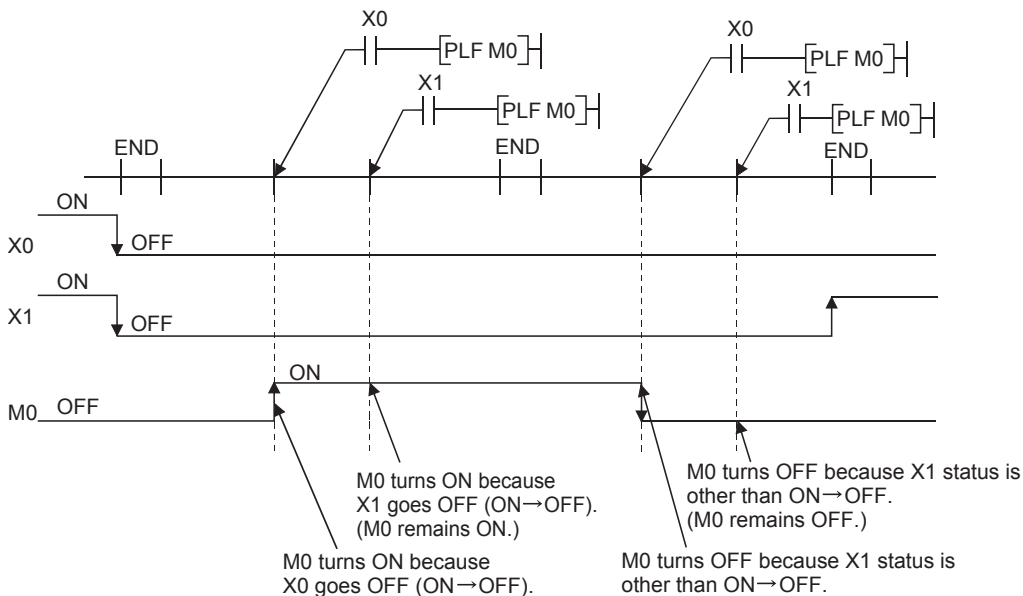 X0
[PLF M0]
X1
[PLF M0]
X0
[PLF M0]
X1
[PLF M0]
END
END
END
ON
X0
OFF
ON
X1
OFF
ON
M0
OFF
M0 turns ON because
X1 goes OFF (ON→OFF).
(M0 remains ON.)
M0 turns OFF because X1 status is
other than ON→OFF.
(M0 remains OFF.)
M0 turns ON because
X0 goes OFF (ON→OFF).
M0 turns OFF because X1 status is
other than ON→OFF.